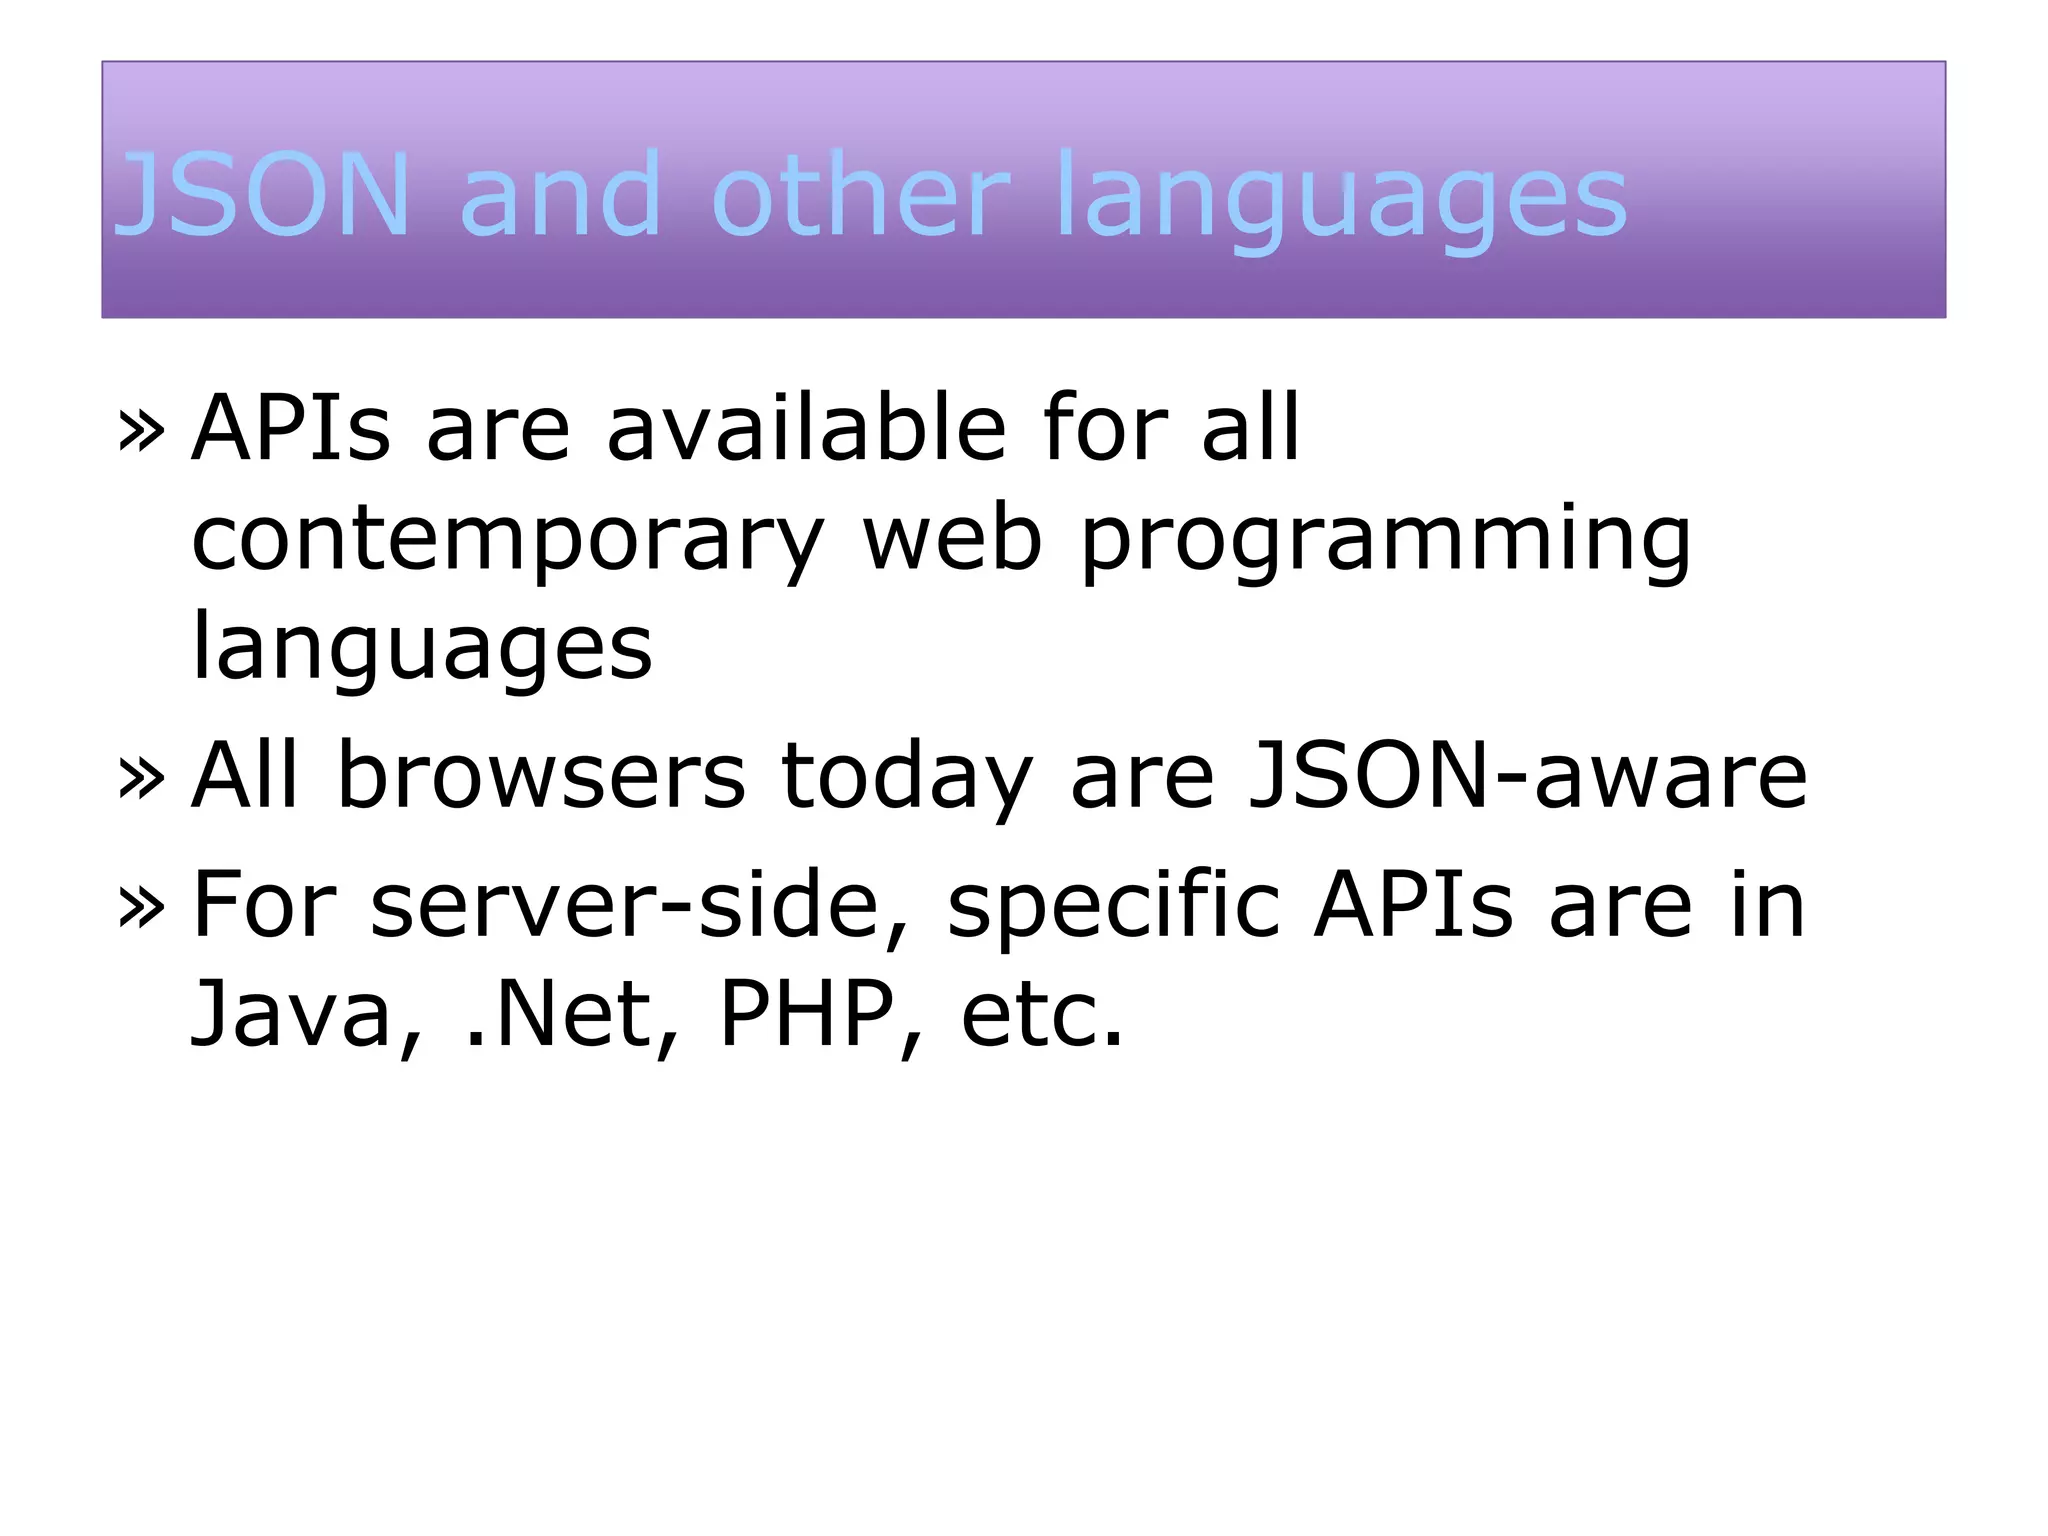 JSON and other languages
» APIs are available for all
contemporary web programming
languages
» All browsers today are JSON-aware
» For server-side, specific APIs are in
Java, .Net, PHP, etc.